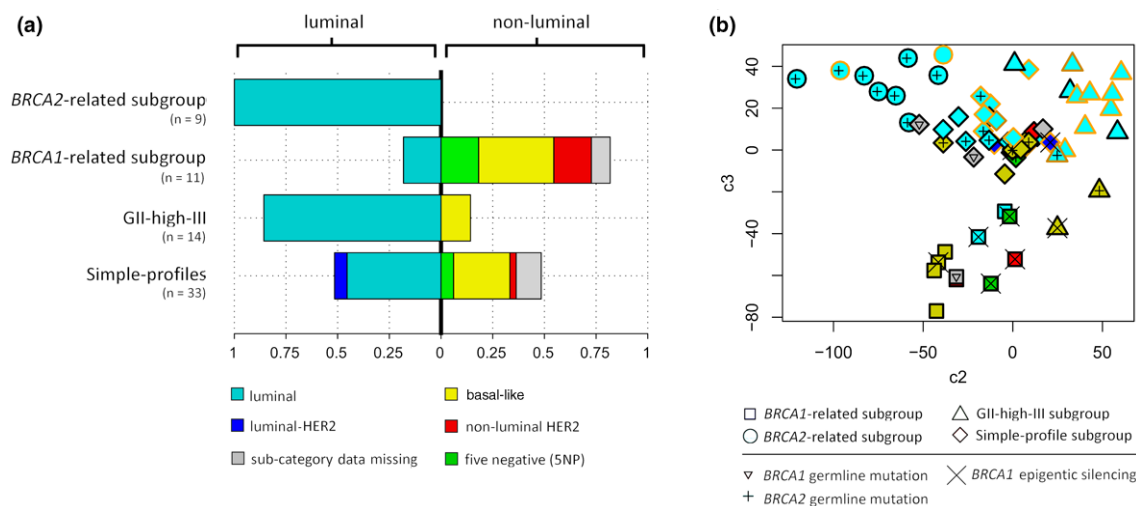 (a)
luminal
non-luminal
BRCA2-related subgroup
(n = 9)
BRCA1-related subgroup
(n = 11)
GII-high-III
(n = 14)
Simple-profiles
(n = 33)
1 0.75 0.5 0.25 0 0.25 0.5 0.75 1
luminal
basal-like
luminal-HER2
non-luminal HER2
sub-category data missing
five negative (5NP)
(b)
40
20
0
−40
−80
c3
−100 −50 0 50
c2
BRCA1-related subgroup
GII-high-III subgroup
BRCA2-related subgroup
Simple-profile subgroup
BRCA1 germline mutation
BRCA1 epigentic silencing
BRCA2 germline mutation